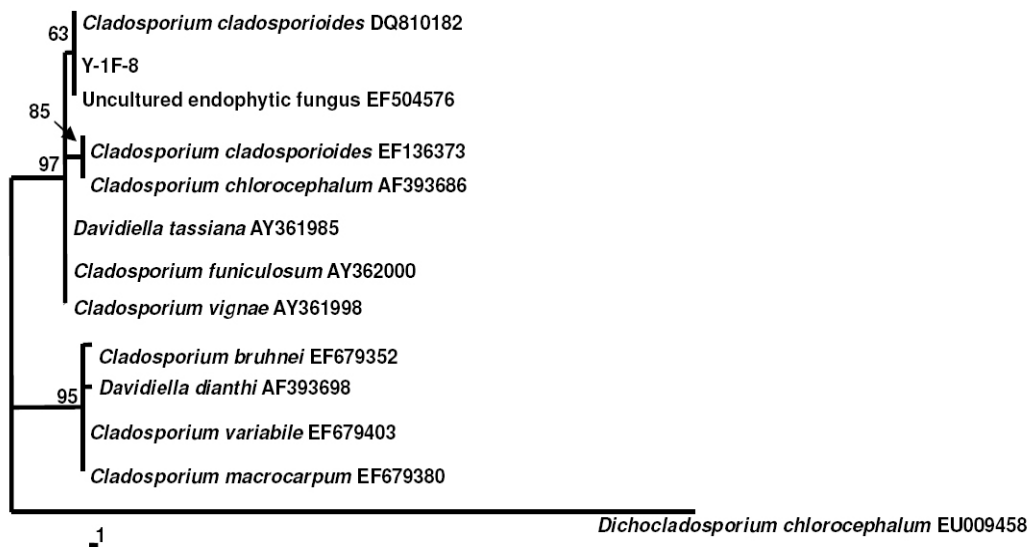 63
Cladosporium cladosporioides DQ810182
Y-1F-8
Uncultured endophytic fungus EF504576
85
Cladosporium cladosporioides EF136373
97
Cladosporium chlorocephalum AF393686
Davidiella tassiana AY361985
Cladosporium funiculosum AY362000
Cladosporium vignae AY361998
Cladosporium bruhnei EF679352
95
Davidiella dianthi AF393698
Cladosporium variabile EF679403
Cladosporium macrocarpum EF679380
Dichocladosporium chlorocephalum EU009458
1